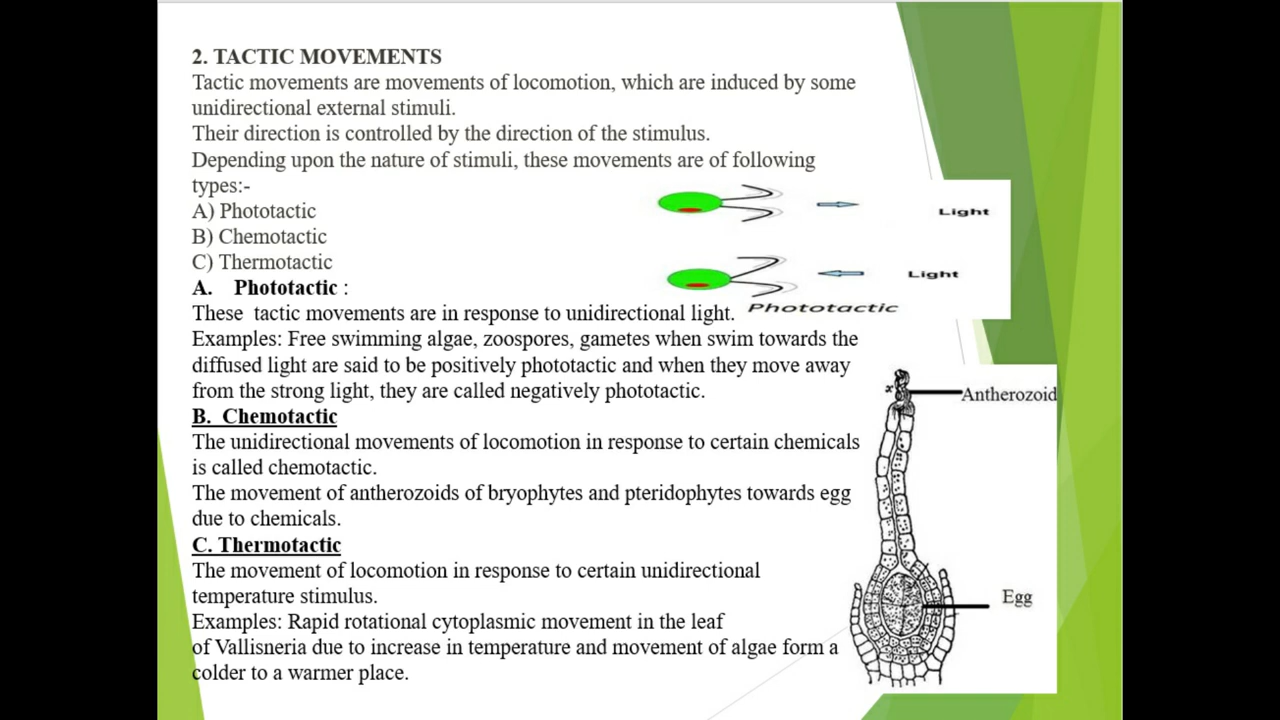 2. TACTIC MOVEMENTS
Tactic movements are movements of locomotion, which are induced by some
unidirectional external stimuli.
Their direction is controlled by the direction of the stimulus.
Depending upon the nature of stimuli, these movements are of following
types:-
A) Phototactic
B) Chemotactic
C) Thermotactic
Light
Light
Phototactic
A. Phototactic :
These tactic movements are in response to unidirectional light.
Examples: Free swimming algae, zoospores, gametes when swim towards the
diffused light are said to be positively phototactic and when they move away
from the strong light, they are called negatively phototactic.
B. Chemotactic
The unidirectional movements of locomotion in response to certain chemicals
is called chemotactic.
The movement of antherozoids of bryophytes and pteridophytes towards egg
due to chemicals.
x
Antherozoid
Egg
C. Thermotactic
The movement of locomotion in response to certain unidirectional
temperature stimulus.
Examples: Rapid rotational cytoplasmic movement in the leaf
of Vallisneria due to increase in temperature and movement of algae form a
colder to a warmer place.